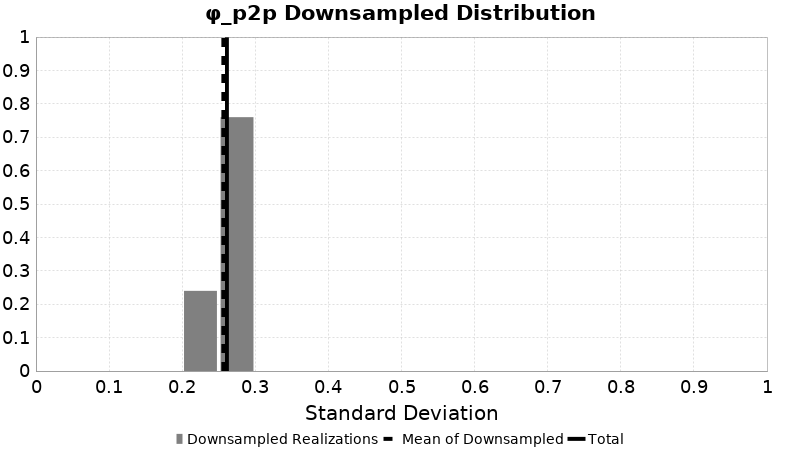 φ_p2p Downsampled Distribution
1
0.9
0.8
0.7
0.6
0.5
0.4
0.3
0.2
0.1
0
0 0.1 0.2 0.3 0.4 0.5 0.6 0.7 0.8 0.9 1
Standard Deviation
Downsampled Realizations Mean of Downsampled Total